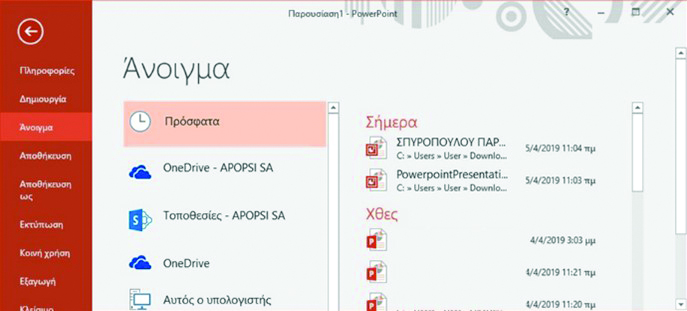 Παρουσίαση1 - PowerPoint
?
Πληροφορίες
Δημιουργία
Άνοιγμα
Αποθήκευση
Αποθήκευση
ως
Εκτύπωση
Κοινή χρήση
Εξαγωγή
Κλείσιμο
Άνοιγμα
Πρόσφατα
OneDrive - APOPSI SA
Τοποθεσίες - APOPSI SA
OneDrive
Αυτός ο υπολογιστής
Σήμερα
ΣΠΥΡΟΠΟΥΛΟΥ ΠΑΡ... 5/4/2019 11:04 πμ
C: » Users » User » Downlo...
PowerpointPresentati... 5/4/2019 11:03 πμ
C: » Users » User » Downlo...
Χθες
4/4/2019 3:03 μμ
4/4/2019 11:21 πμ
4/4/2019 11:20 πμ